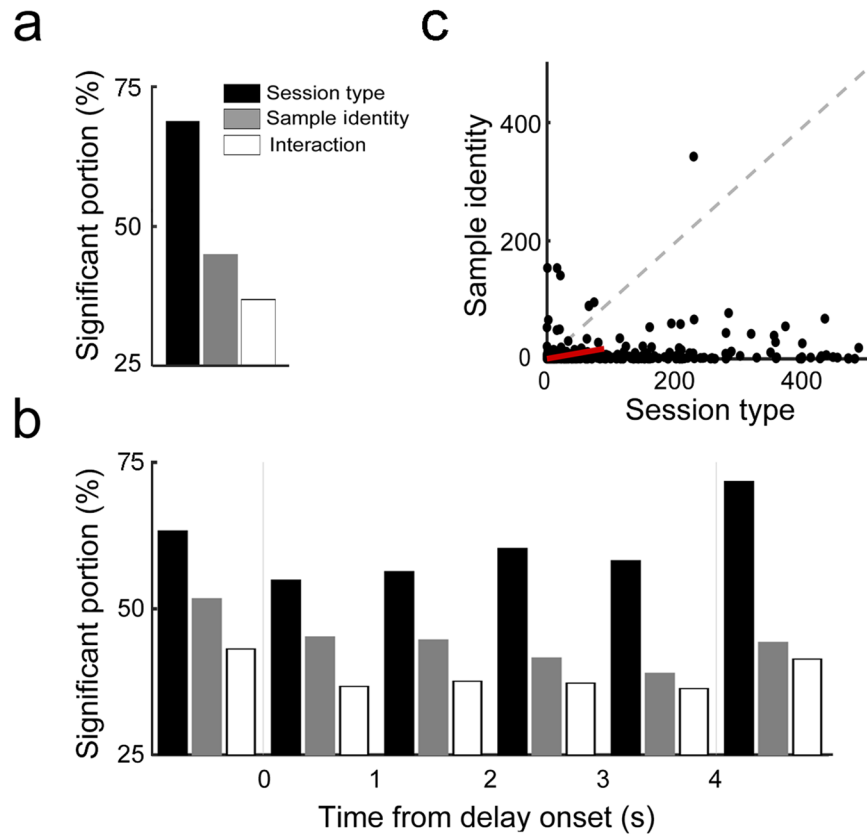 a
75
50
25
Significant portion (%)
Session type
Sample identity
Interaction
c
400
200
0
Sample identity
0
200
400
Session type
b
75
50
25
Significant portion (%)
0
1
2
3
4
Time from delay onset (s)